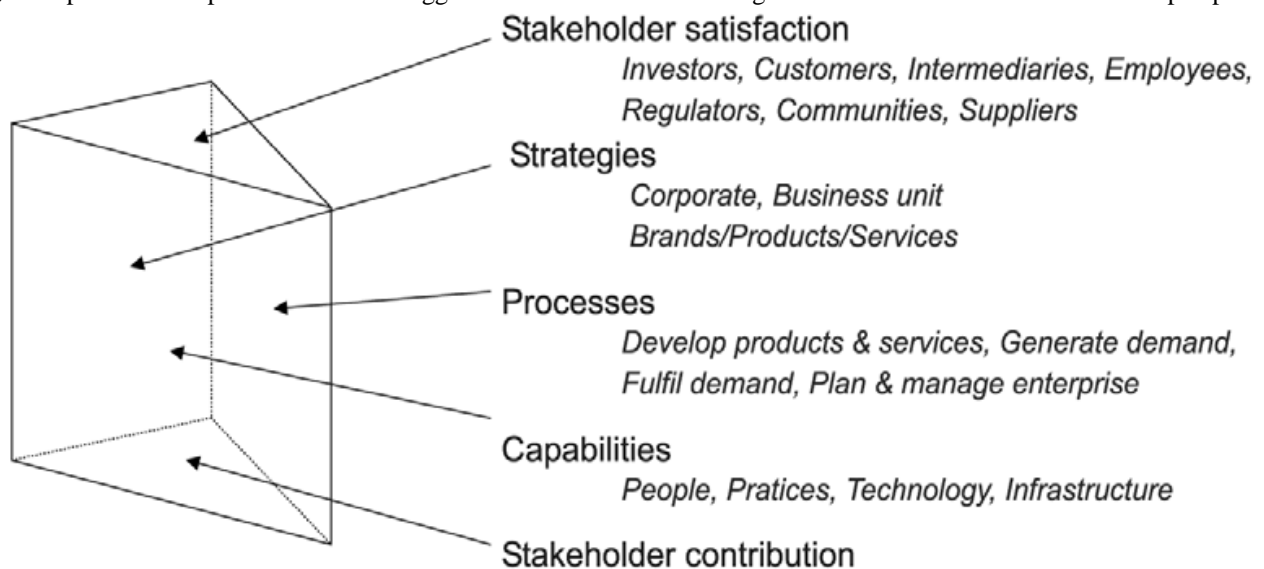 Stakeholder satisfaction
Investors, Customers, Intermediaries, Employees,
Regulators, Communities, Suppliers
Strategies
Corporate, Business unit
Brands/Products/Services
Processes
Develop products & services, Generate demand,
Fulfil demand, Plan & manage enterprise
Capabilities
People, Pratices, Technology, Infrastructure
Stakeholder contribution